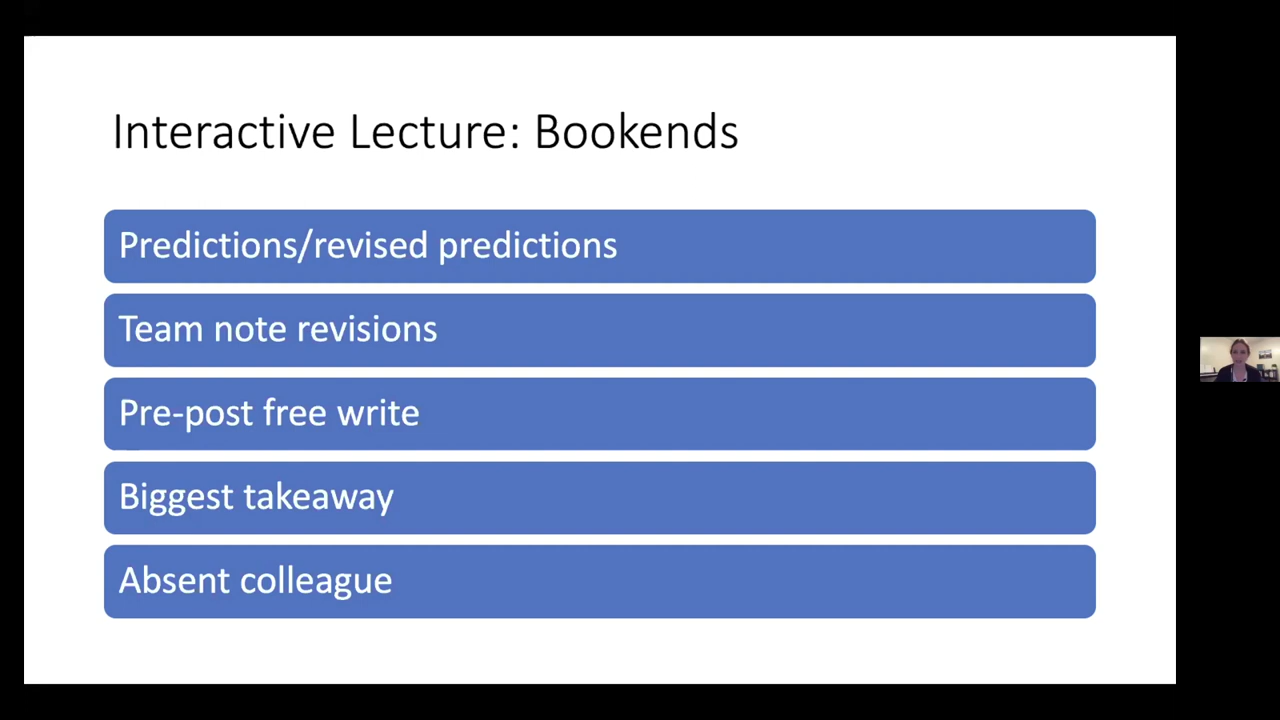 Interactive Lecture: Bookends
Predictions/revised predictions
Team note revisions
Pre-post free write
Biggest takeaway
Absent colleague